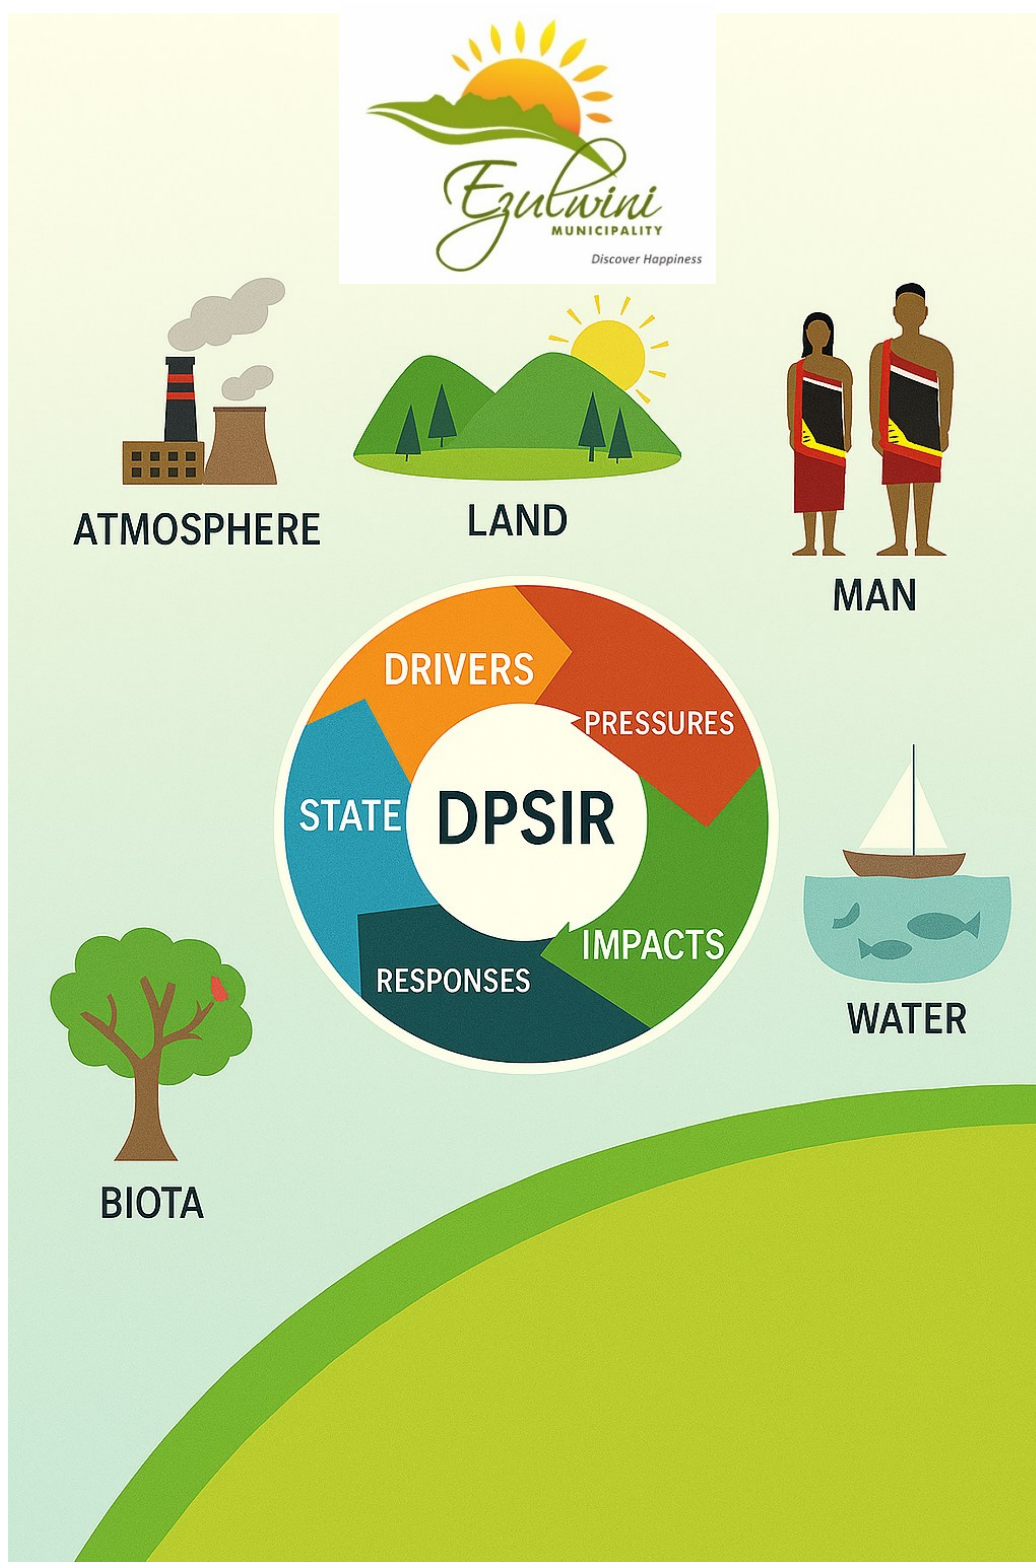 Ezulwini
MUNICIPALITY
Discover Happiness
ATMOSPHERE
LAND
MAN
DRIVERS
PRESSURES
STATE
DPSIR
IMPACTS
RESPONSES
WATER
BIOTA